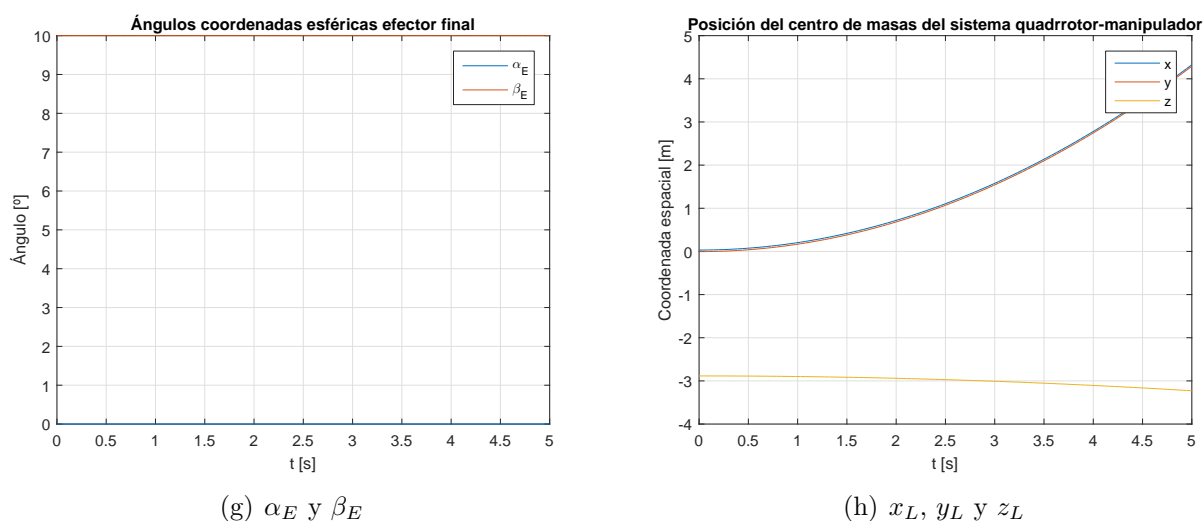 Ángulos coordenadas esféricas efector final
10
9
8
7
6
5
4
3
2
1
0
Ángulo [º]
α_E
β_E
0 0.5 1 1.5 2 2.5 3 3.5 4 4.5 5
t [s]
(g) α_E y β_E
Posición del centro de masas del sistema quadrrotor-manipulador
5
4
3
2
1
0
-1
-2
-3
-4
Coordenada espacial [m]
x
y
z
0 0.5 1 1.5 2 2.5 3 3.5 4 4.5 5
t [s]
(h) x_L, y_L y z_L